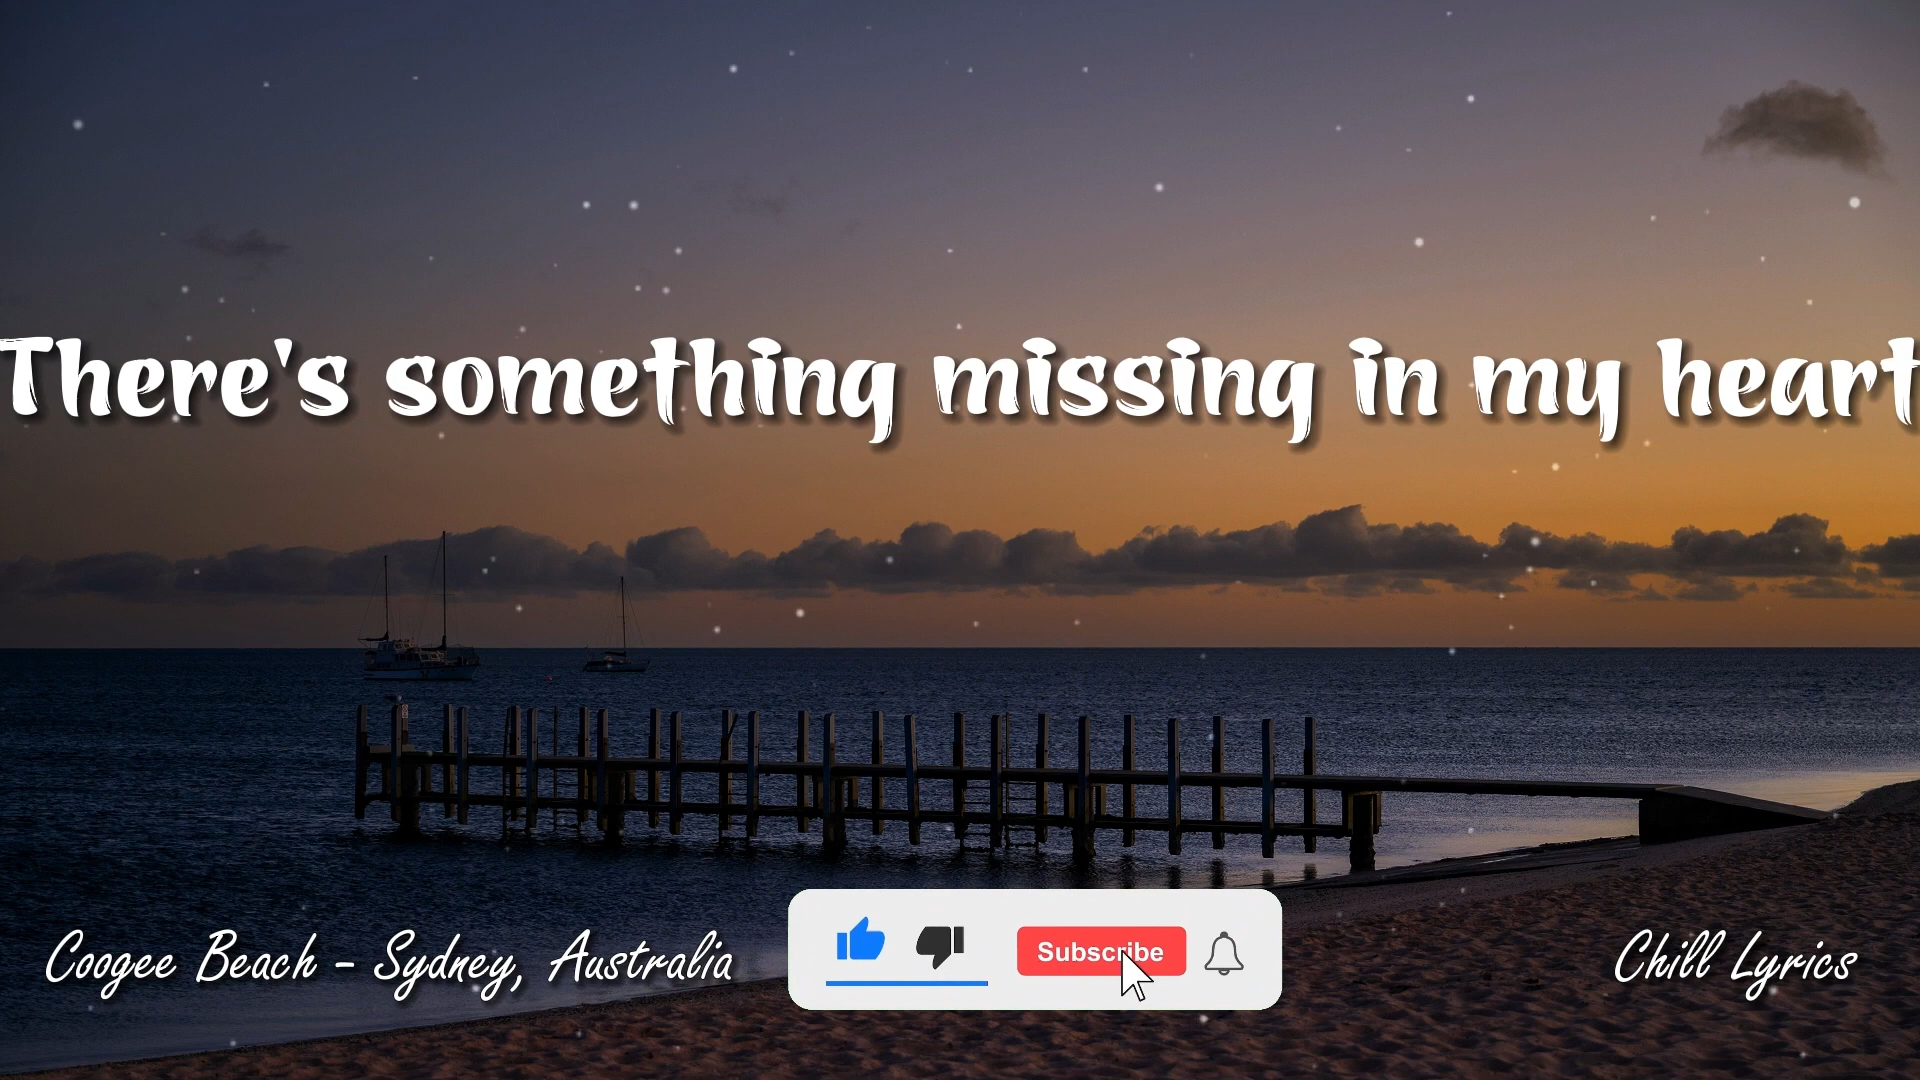 There's something missing in my heart
Coogee Beach - Sydney, Australia
Subscribe
Chill Lyrics